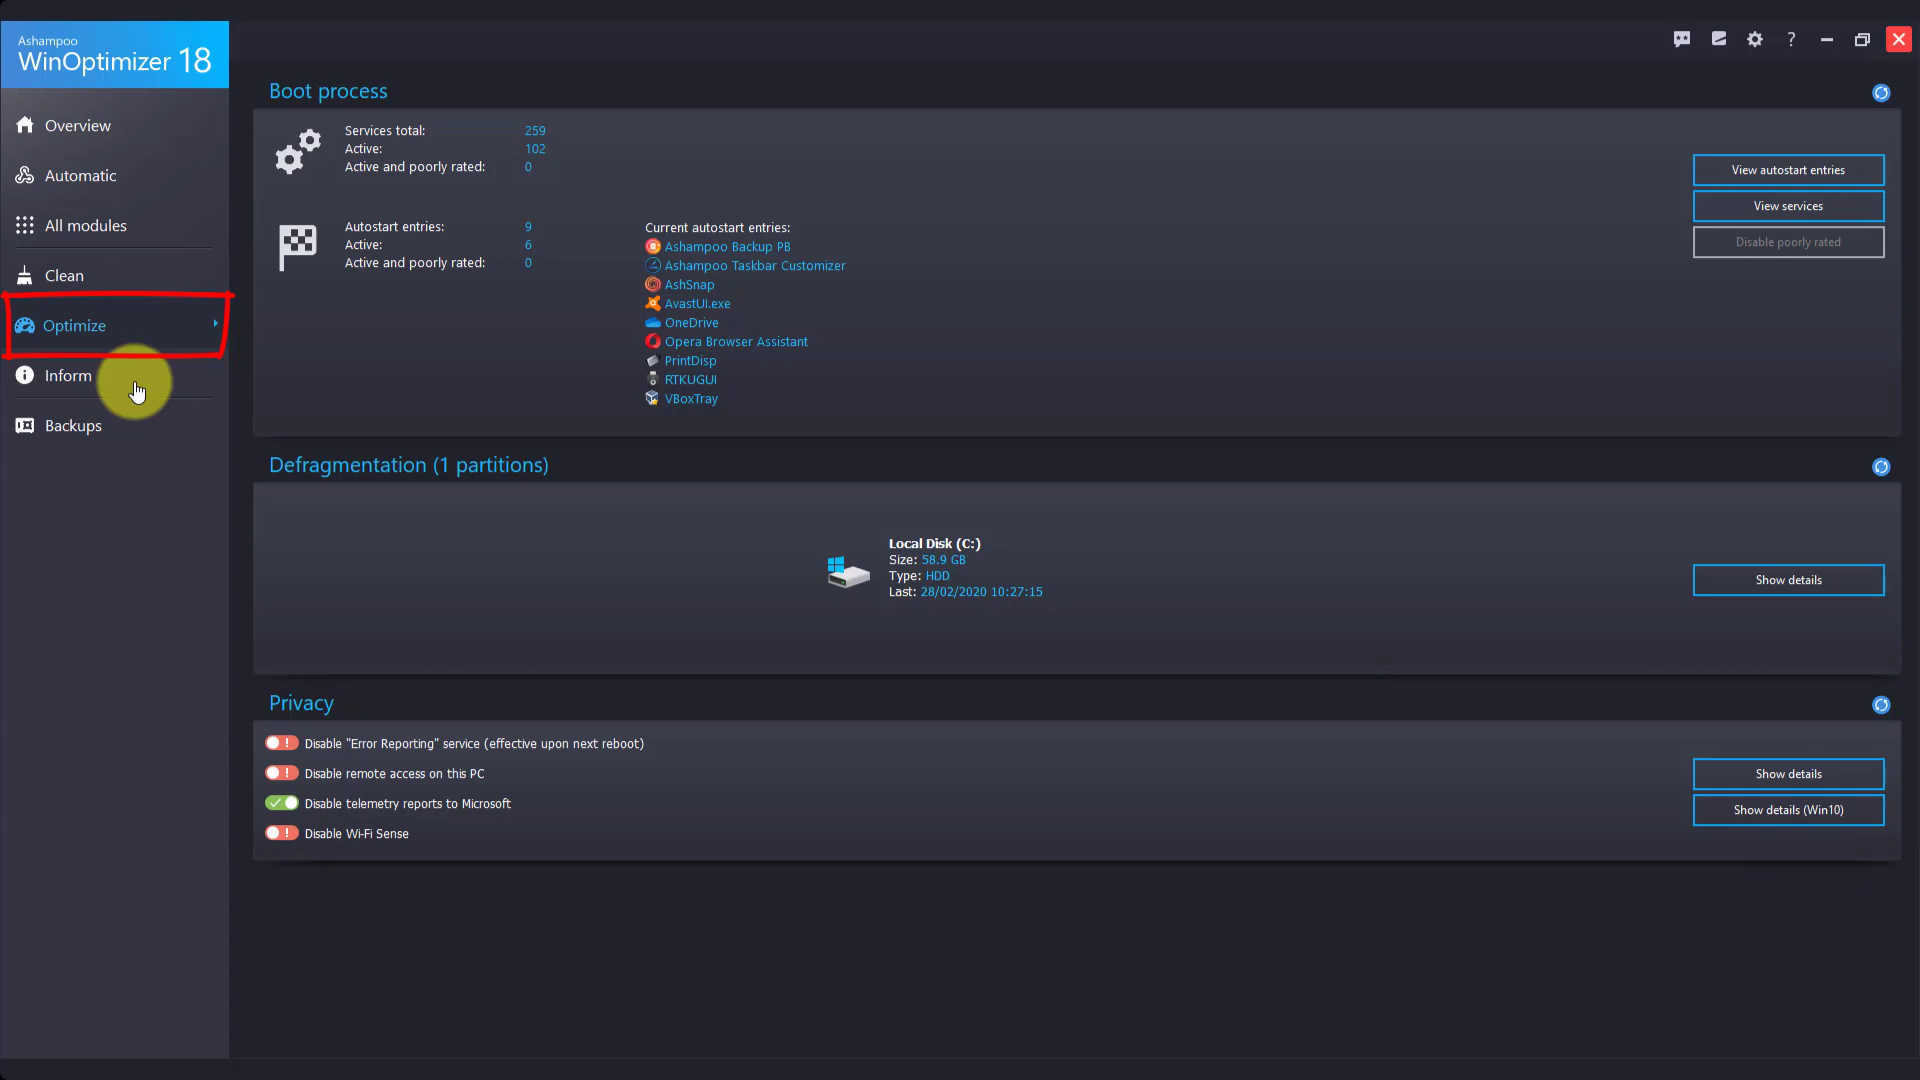 Ashampoo
WinOptimizer 18
Overview
Automatic
All modules
Clean
Optimize
Inform
Backups
?
Boot process
Services total: 259
Active: 102
Active and poorly rated: 0
Autostart entries: 9
Active: 6
Active and poorly rated: 0
Current autostart entries:
Ashampoo Backup PB
Ashampoo Taskbar Customizer
AshSnap
AvastUI.exe
OneDrive
Opera Browser Assistant
PrintDisp
RTKUGUI
VBoxTray
View autostart entries
View services
Disable poorly rated
Defragmentation (1 partitions)
Local Disk (C:)
Size: 58.9 GB
Type: HDD
Last: 28/02/2020 10:27:15
Show details
Privacy
Disable "Error Reporting" service (effective upon next reboot)
Disable remote access on this PC
Disable telemetry reports to Microsoft
Disable Wi-Fi Sense
Show details
Show details (Win10)